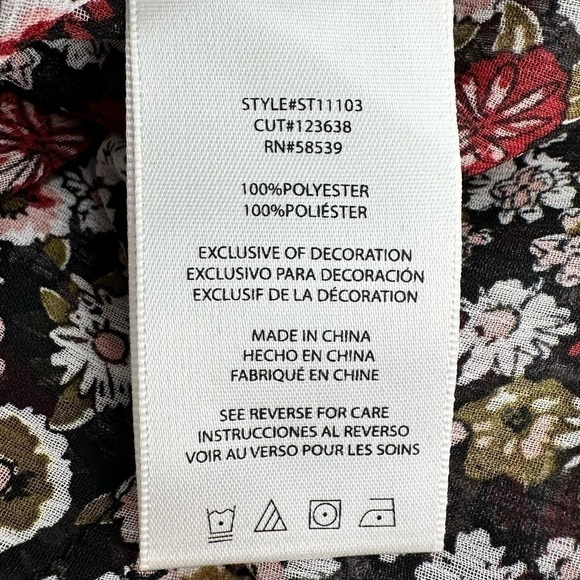 STYLE#ST11103
CUT#123638
RN#58539
100%POLYESTER
100%POLIÉSTER
EXCLUSIVE OF DECORATION
EXCLUSIVO PARA DECORACIÓN
EXCLUSIF DE LA DÉCORATION
MADE IN CHINA
HECHO EN CHINA
FABRIQUÉ EN CHINE
SEE REVERSE FOR CARE
INSTRUCCIONES AL REVERSO
VOIR AU VERSO POUR LES SOINS